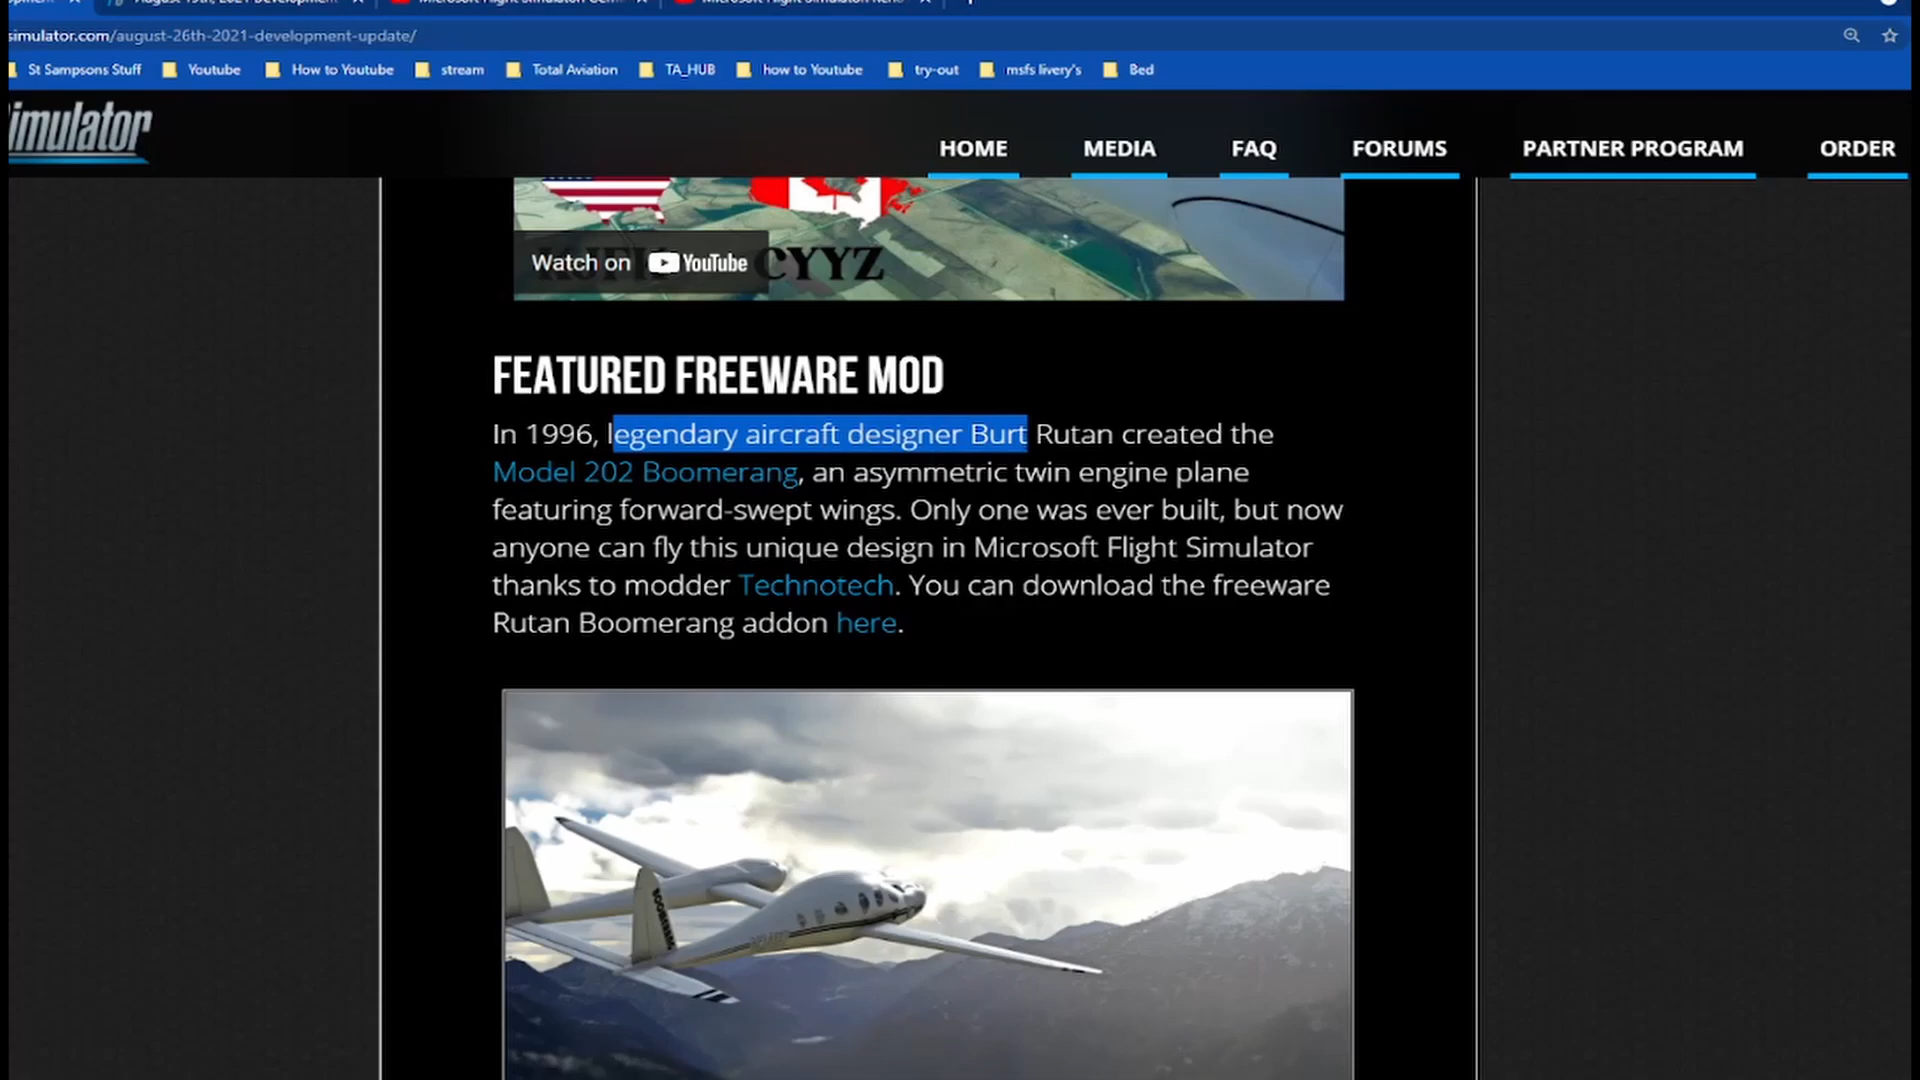 simulator.com/august-26th-2021-development-update/
St Sampsons Stuff Youtube How to Youtube stream Total Aviation TA_HUB how to Youtube try-out msfs livery's Bed
imulator
HOME MEDIA FAQ FORUMS PARTNER PROGRAM ORDER
Watch on YouTube CYYZ
FEATURED FREEWARE MOD
In 1996, legendary aircraft designer Burt Rutan created the
Model 202 Boomerang, an asymmetric twin engine plane
featuring forward-swept wings. Only one was ever built, but now
anyone can fly this unique design in Microsoft Flight Simulator
thanks to modder Technotech. You can download the freeware
Rutan Boomerang addon here.
BOOMERANG